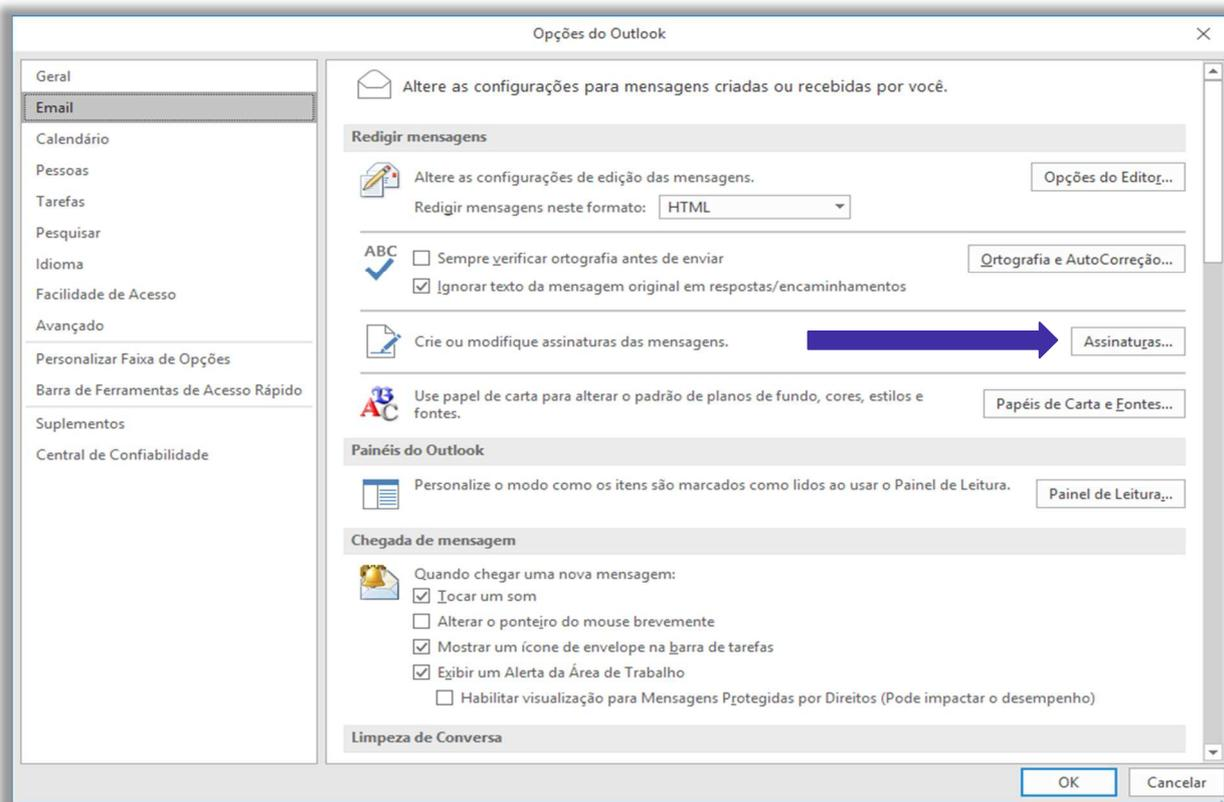 Opções do Outlook
Geral
Email
Calendário
Pessoas
Tarefas
Pesquisar
Idioma
Facilidade de Acesso
Avançado
Personalizar Faixa de Opções
Barra de Ferramentas de Acesso Rápido
Suplementos
Central de Confiabilidade
Altere as configurações para mensagens criadas ou recebidas por você.
Redigir mensagens
Altere as configurações de edição das mensagens.
Opções do Editor...
Redigir mensagens neste formato: HTML
ABC
Sempre verificar ortografia antes de enviar
Ortografia e AutoCorreção...
Ignorar texto da mensagem original em respostas/encaminhamentos
Crie ou modifique assinaturas das mensagens.
Assinaturas...
Use papel de carta para alterar o padrão de planos de fundo, cores, estilos e
fontes.
Papéis de Carta e Fontes...
Painéis do Outlook
Personalize o modo como os itens são marcados como lidos ao usar o Painel de Leitura.
Painel de Leitura...
Chegada de mensagem
Quando chegar uma nova mensagem:
Tocar um som
Alterar o ponteiro do mouse brevemente
Mostrar um ícone de envelope na barra de tarefas
Exibir um Alerta da Área de Trabalho
Habilitar visualização para Mensagens Protegidas por Direitos (Pode impactar o desempenho)
Limpeza de Conversa
OK
Cancelar